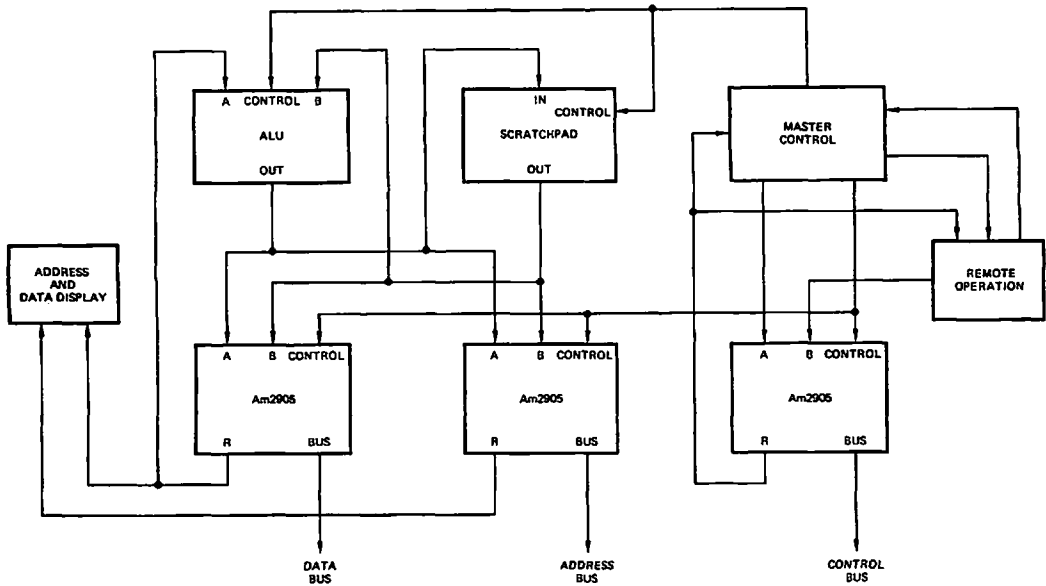 A CONTROL B
ALU
OUT
IN
CONTROL
SCRATCHPAD
OUT
MASTER
CONTROL
ADDRESS
AND
DATA DISPLAY
REMOTE
OPERATION
A B CONTROL
Am2905
R BUS
A B CONTROL
Am2905
R BUS
A B CONTROL
Am2905
R BUS
DATA
BUS
ADDRESS
BUS
CONTROL
BUS